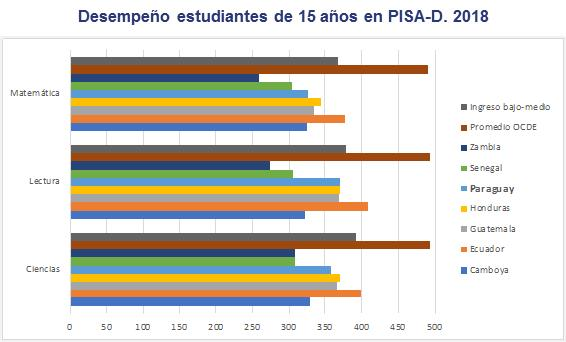 Desempeño estudiantes de 15 años en PISA-D. 2018
Matemática
Lectura
Ciencias
0 50 100 150 200 250 300 350 400 450 500
Ingreso bajo-medio
Promedio OCDE
Zambia
Senegal
Paraguay
Honduras
Guatemala
Ecuador
Camboya